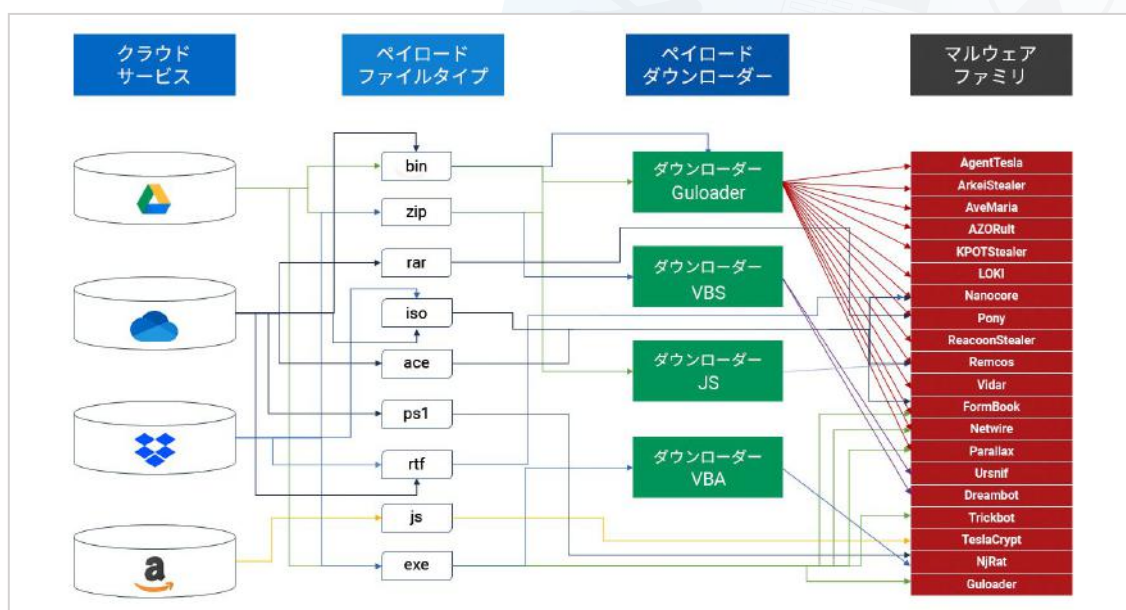 クラウド
サービス
ペイロード
ファイルタイプ
ペイロード
ダウンローダー
マルウェア
ファミリ
bin
zip
rar
iso
ace
ps1
rtf
js
exe
ダウンローダー
Guloader
ダウンローダー
VBS
ダウンローダー
JS
ダウンローダー
VBA
AgentTesla
ArkeiStealer
AveMaria
AZORult
KPOTStealer
LOKI
Nanocore
Pony
ReacoonStealer
Remcos
Vidar
FormBook
Netwire
Parallax
Ursnif
Dreambot
Trickbot
TeslaCrypt
NjRat
Guloader